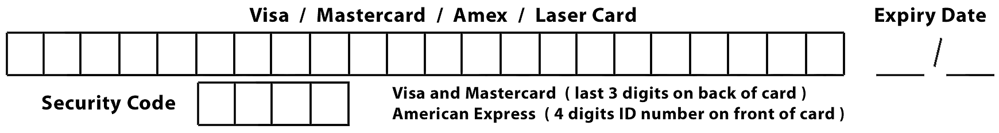 Visa / Mastercard / Amex / Laser Card
Expiry Date
/
Security Code
Visa and Mastercard ( last 3 digits on back of card )
American Express ( 4 digits ID number on front of card )